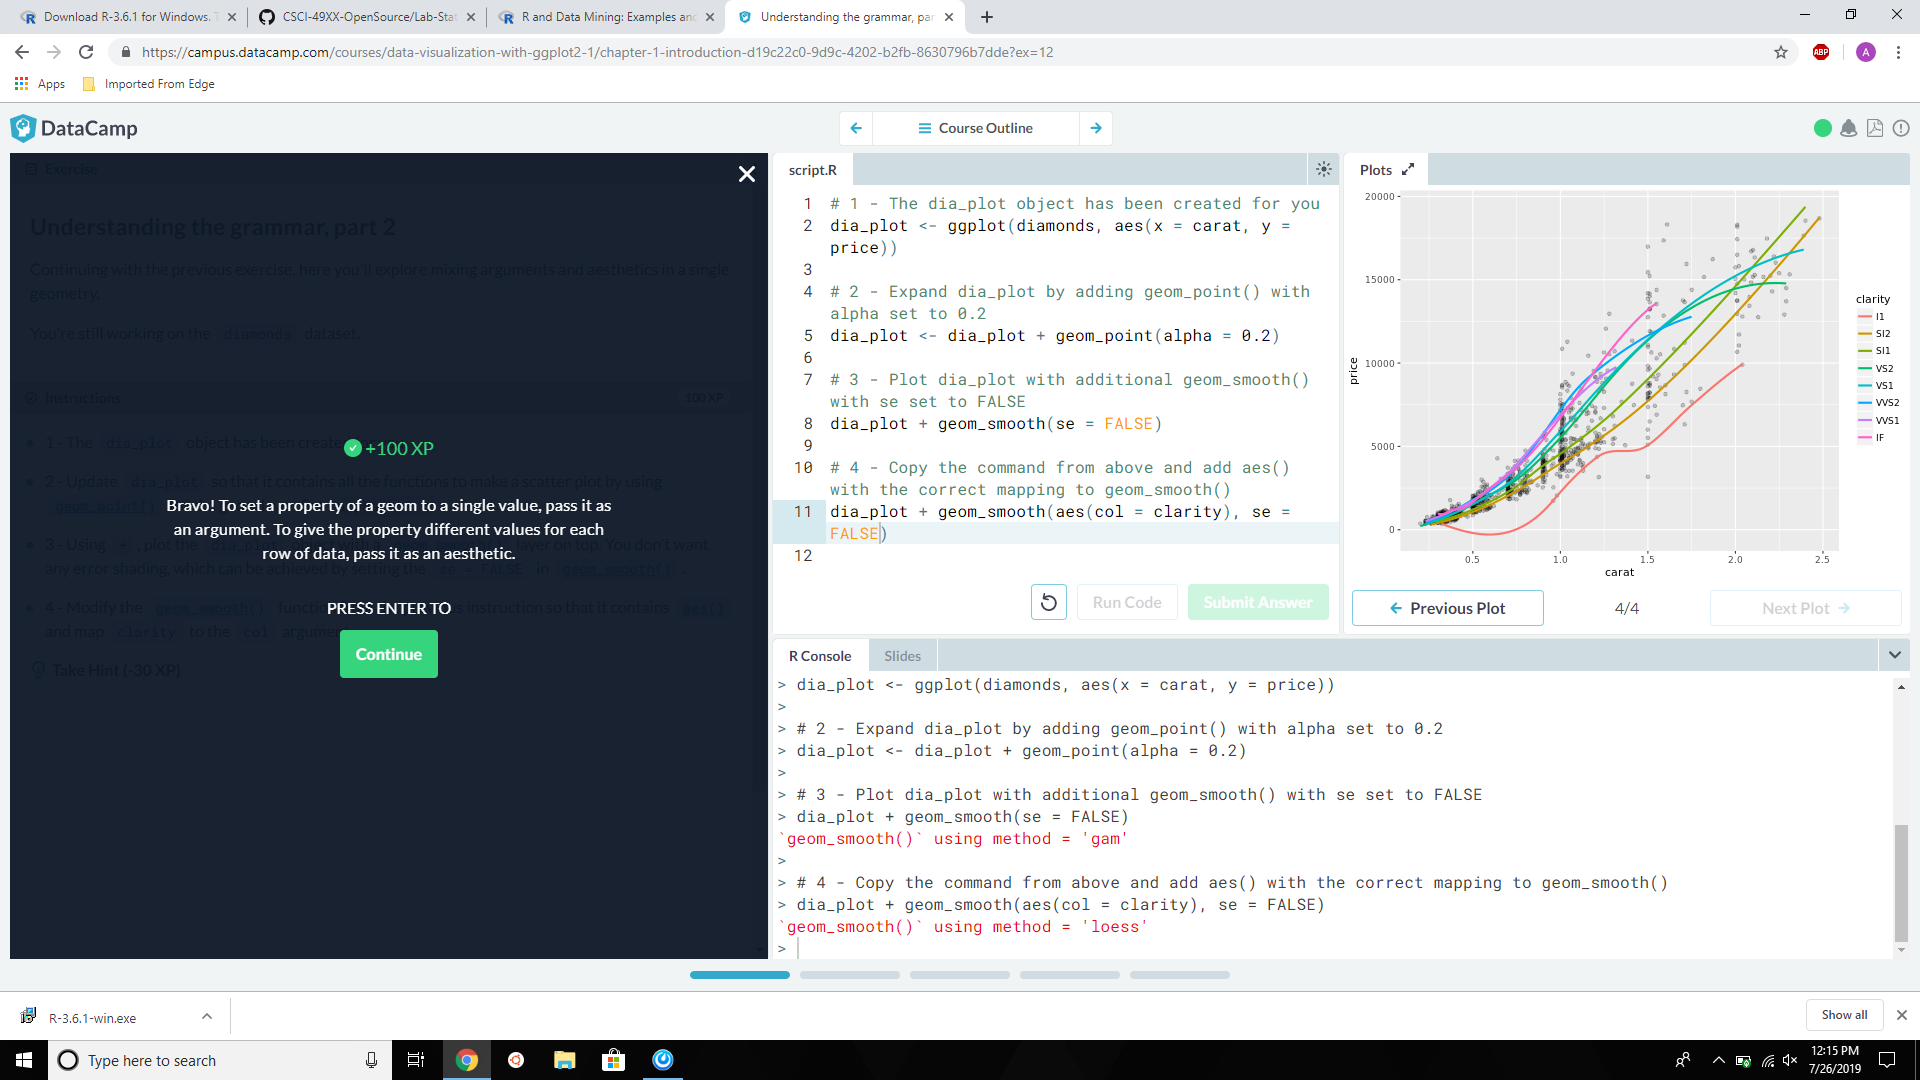 Download R-3.6.1 for Windows. T
CSCI-49XX-OpenSource/Lab-Stat
R and Data Mining: Examples and
Understanding the grammar, par
https://campus.datacamp.com/courses/data-visualization-with-ggplot2-1/chapter-1-introduction-d19c22c0-9d9c-4202-b2fb-8630796b7dde?ex=12
ABP
A
Apps
Imported From Edge
DataCamp
Course Outline
Exercise
Understanding the grammar, part 2
Continuing with the previous exercise, here you'll explore mixing arguments and aesthetics in a single
geometry.
You're still working on the diamonds dataset.
Instructions
100 XP
1 - The dia_plot object has been create
2 - Update dia_plot so that it contains all the functions to make a scatter plot by using
geom_point()
3 - Using + , plot the layer on top. You don't want
any error shading, which can be achieved by setting the se = FALSE in geom_smooth() .
4 - Modify the geom_smooth() function s instruction so that it contains aes()
and map clarity to the col argument
Take Hint (-30 XP)
+100 XP
Bravo! To set a property of a geom to a single value, pass it as
an argument. To give the property different values for each
row of data, pass it as an aesthetic.
PRESS ENTER TO
Continue
script.R
1 # 1 - The dia_plot object has been created for you
2 dia_plot <- ggplot(diamonds, aes(x = carat, y =
price))
3
4 # 2 - Expand dia_plot by adding geom_point() with
alpha set to 0.2
5 dia_plot <- dia_plot + geom_point(alpha = 0.2)
6
7 # 3 - Plot dia_plot with additional geom_smooth()
with se set to FALSE
8 dia_plot + geom_smooth(se = FALSE)
9
10 # 4 - Copy the command from above and add aes()
with the correct mapping to geom_smooth()
11 dia_plot + geom_smooth(aes(col = clarity), se =
FALSE)
12
Run Code
Submit Answer
Plots
20000
15000
10000
5000
0
price
0.5 1.0 1.5 2.0 2.5
carat
clarity
I1
SI2
SI1
VS2
VS1
VVS2
VVS1
IF
Previous Plot
4/4
Next Plot
R Console
Slides
> dia_plot <- ggplot(diamonds, aes(x = carat, y = price))
>
> # 2 - Expand dia_plot by adding geom_point() with alpha set to 0.2
> dia_plot <- dia_plot + geom_point(alpha = 0.2)
>
> # 3 - Plot dia_plot with additional geom_smooth() with se set to FALSE
> dia_plot + geom_smooth(se = FALSE)
`geom_smooth()` using method = 'gam'
>
> # 4 - Copy the command from above and add aes() with the correct mapping to geom_smooth()
> dia_plot + geom_smooth(aes(col = clarity), se = FALSE)
`geom_smooth()` using method = 'loess'
>
R-3.6.1-win.exe
Show all
Type here to search
12:15 PM
7/26/2019